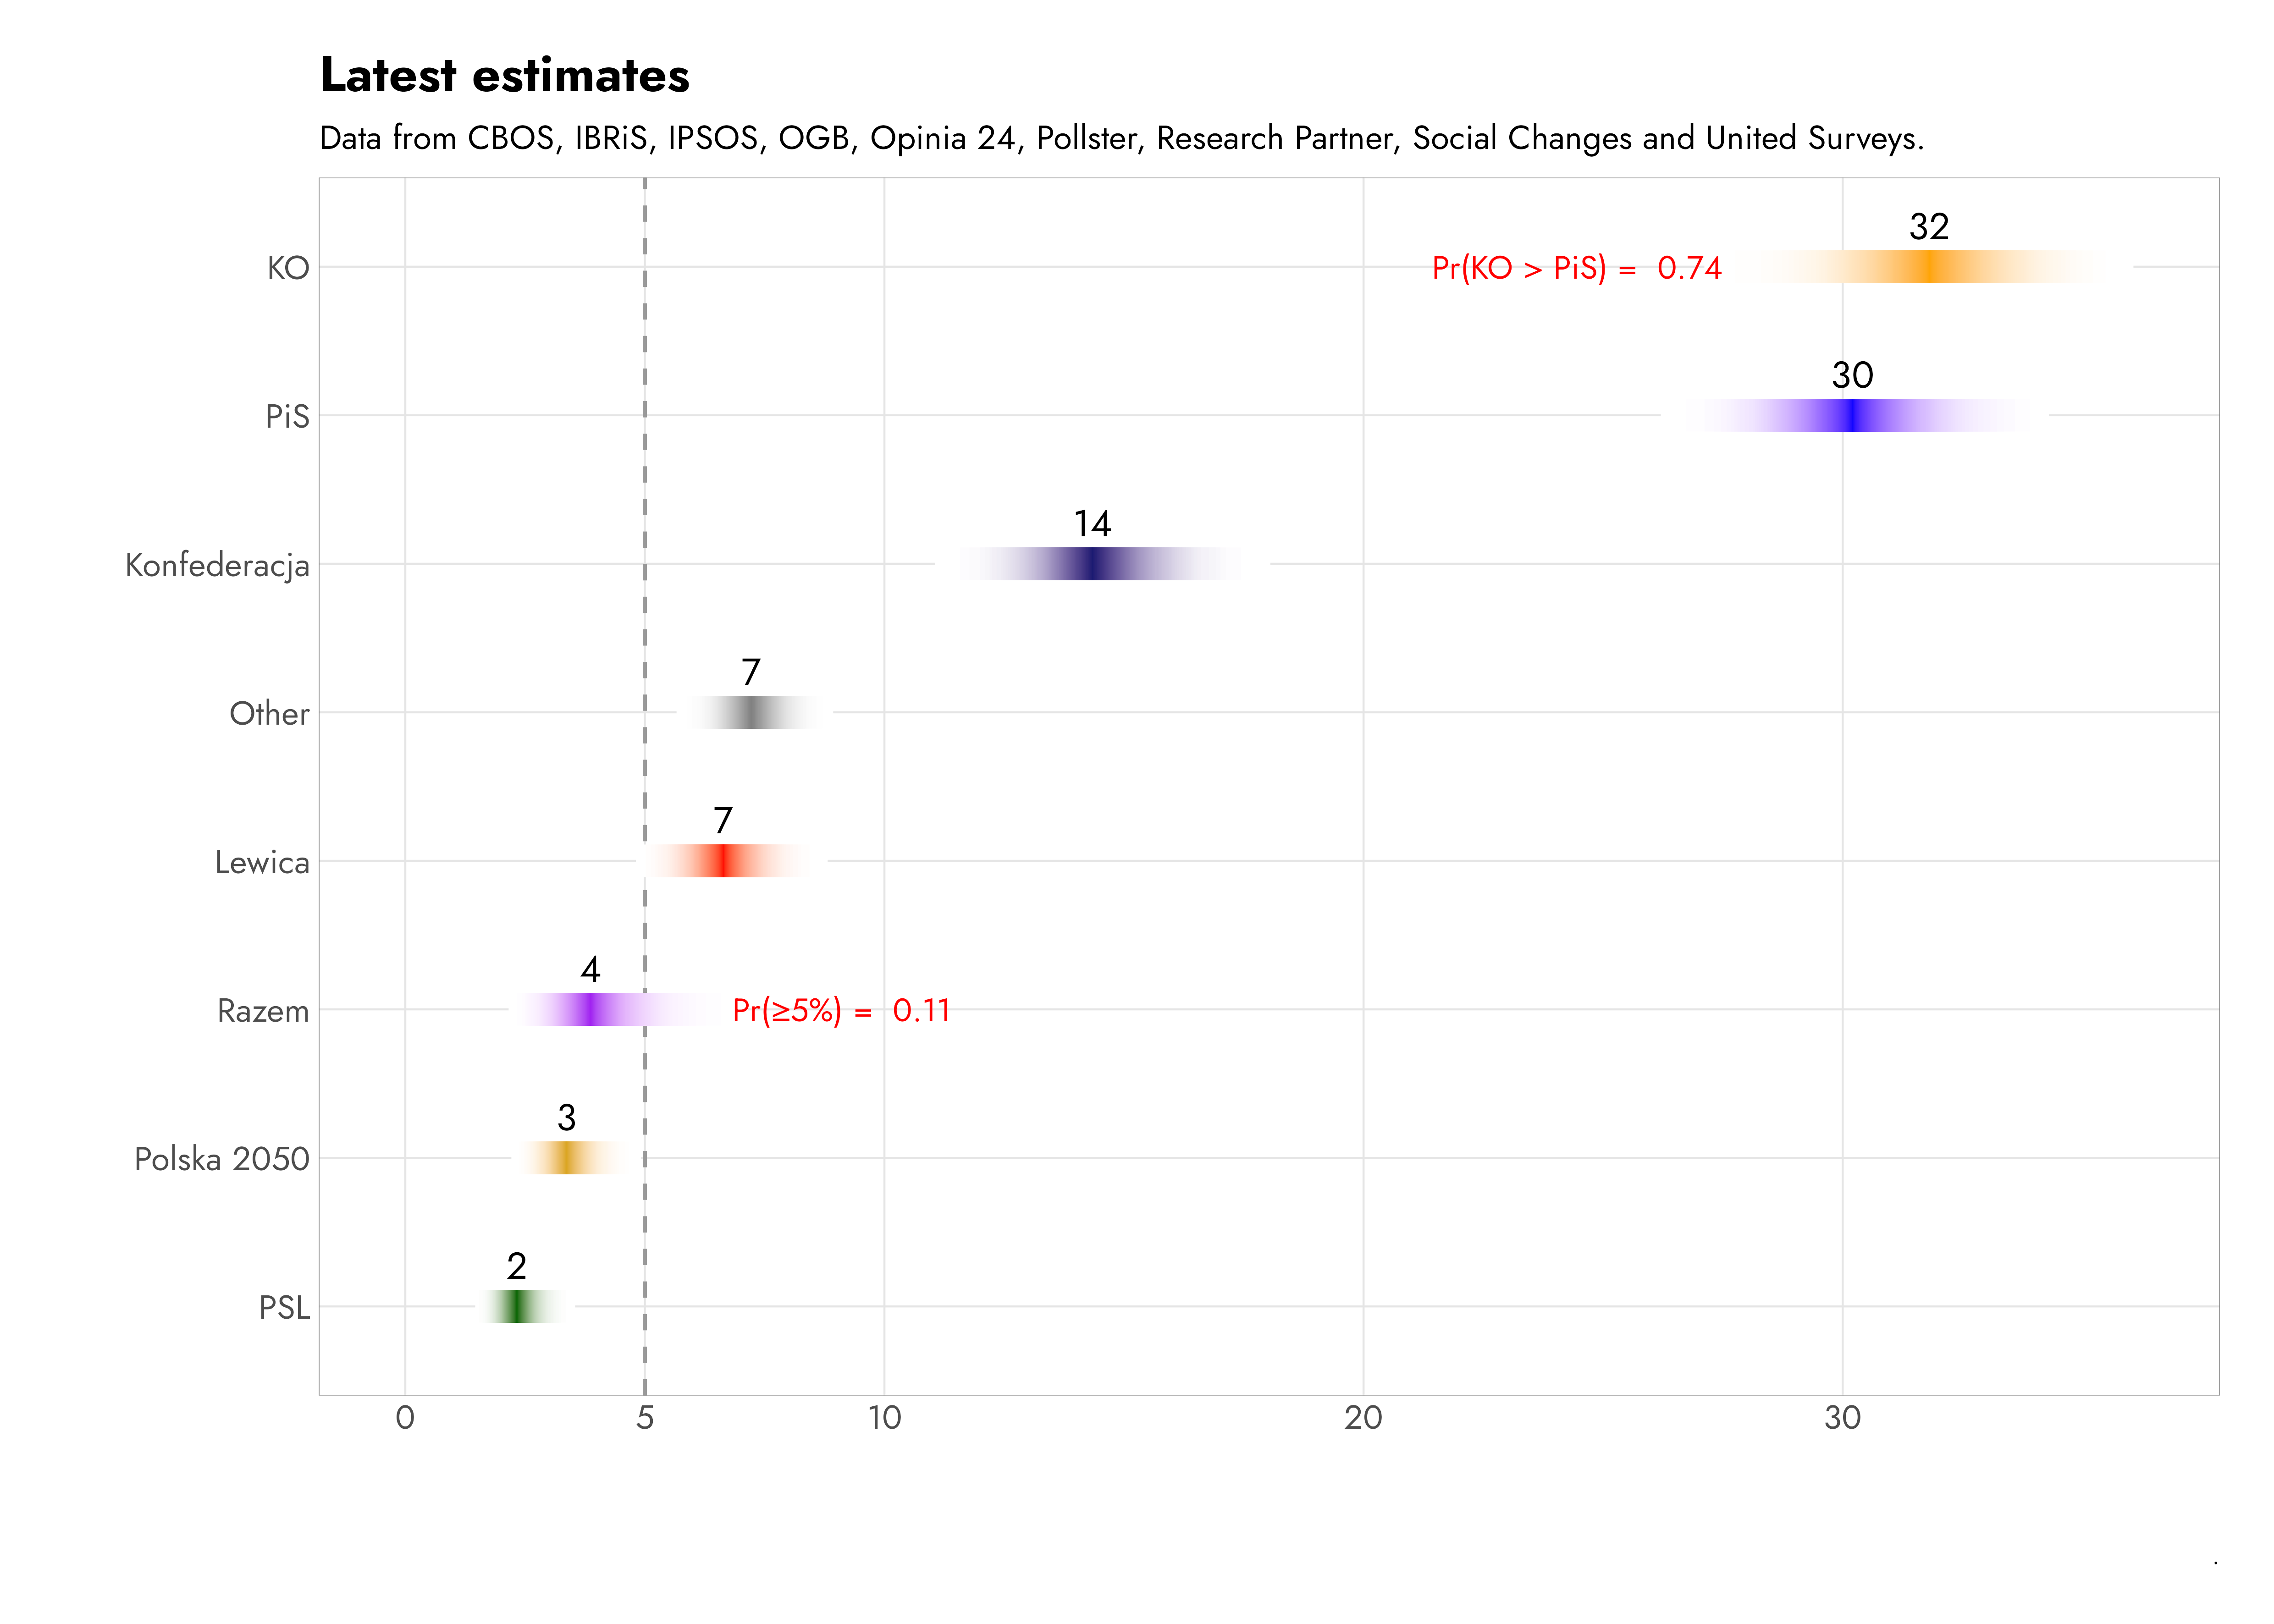 Latest estimates
Data from CBOS, IBRiS, IPSOS, OGB, Opinia 24, Pollster, Research Partner, Social Changes and United Surveys.
32
KO
Pr(KO > PiS) = 0.74
30
PiS
14
Konfederacja
7
Other
7
Lewica
4
Razem
Pr(≥5%) = 0.11
3
Polska 2050
2
PSL
0 5 10 20 30
.